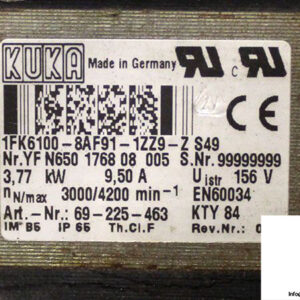 KUKA Made in Germany
1FK6100-8AF91-1ZZ9-Z S49
Nr.YF N650 1768 08 005 S.Nr.99999999
3,77 kW 9,50 A U istr 156 V
nN/max 3000/4200 min⁻¹ EN60034
Art.-Nr.: 69-225-463 KTY 84
IM B5 IP 65 Th.Cl.F Rev.Nr.: 0